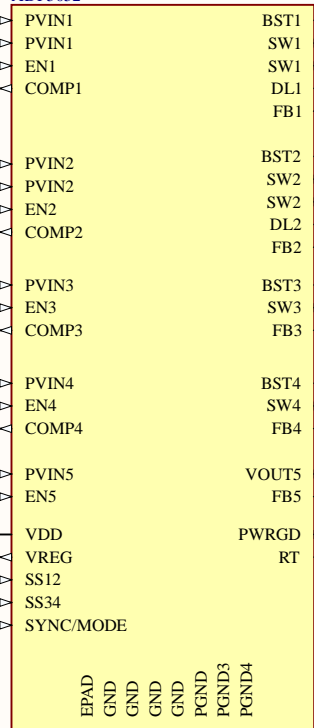 PVIN1 BST1
PVIN1 SW1
EN1 SW1
COMP1 DL1
FB1
PVIN2 BST2
PVIN2 SW2
EN2 SW2
COMP2 DL2
FB2
PVIN3 BST3
EN3 SW3
COMP3 FB3
PVIN4 BST4
EN4 SW4
COMP4 FB4
PVIN5 VOUT5
EN5 FB5
VDD PWRGD
VREG RT
SS12
SS34
SYNC/MODE
EPAD
GND
GND
GND
GND
PGND
PGND3
PGND4